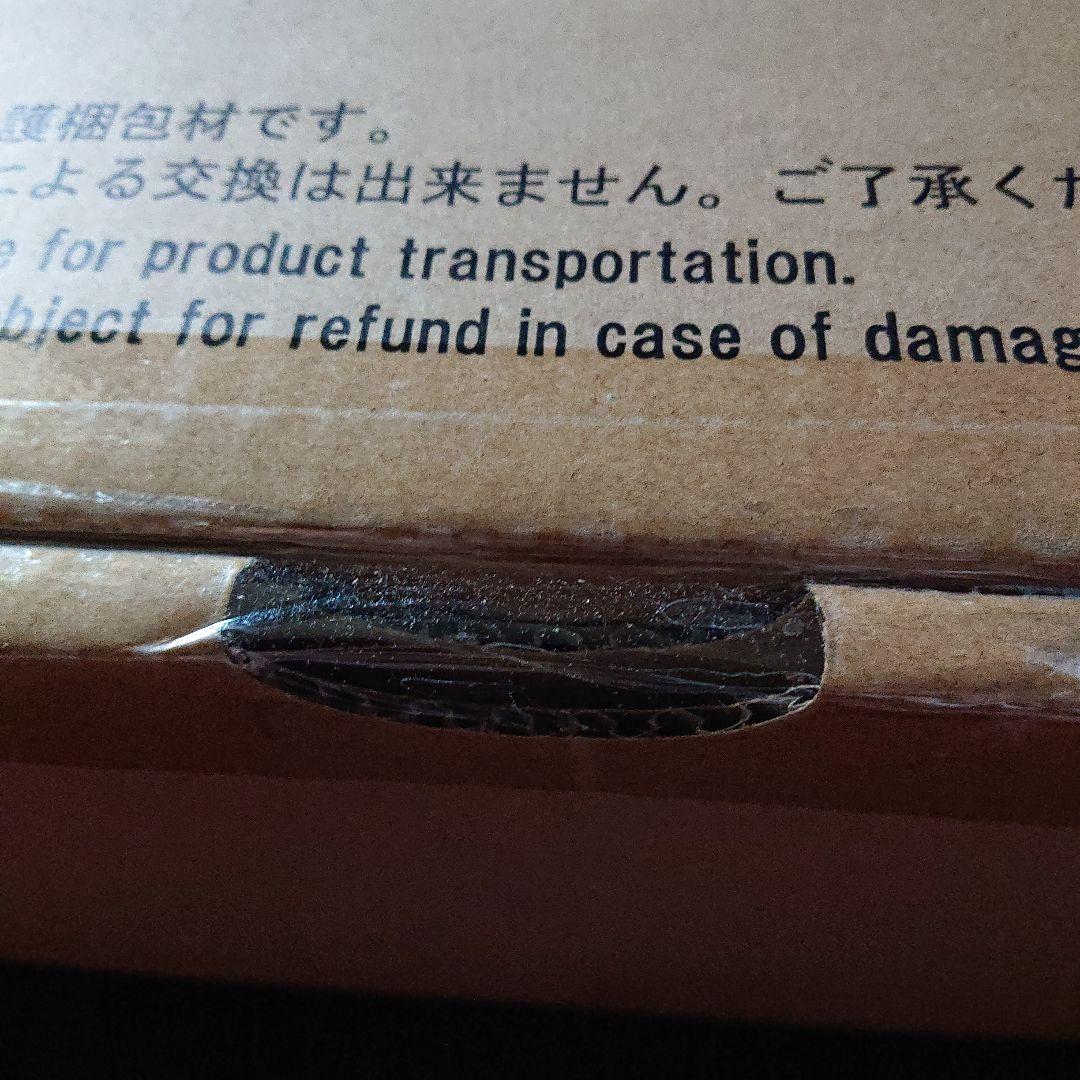 護梱包材です。
による交換は出来ません。ご了承くだ
e for product transportation.
bject for refund in case of damag